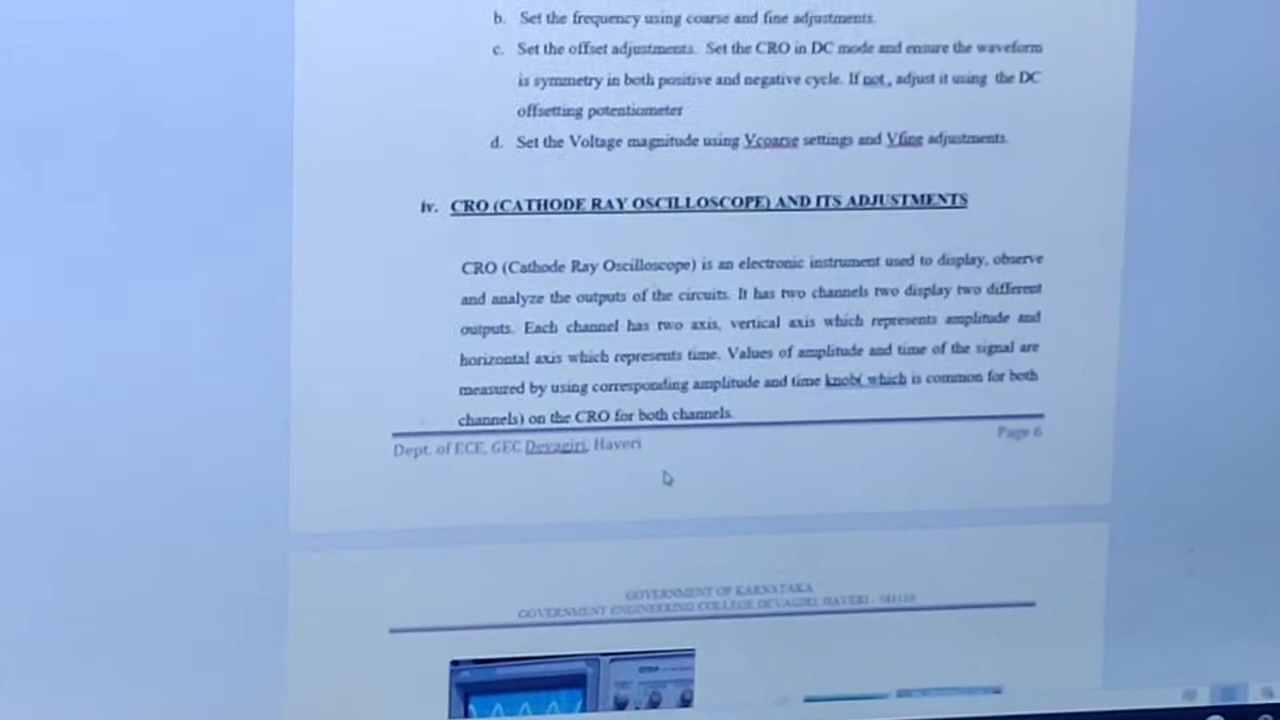 b. Set the frequency using coarse and fine adjustments.
c. Set the offset adjustments. Set the CRO in DC mode and ensure the waveform
is symmetry in both positive and negative cycle. If not, adjust it using the DC
offsetting potentiometer
d. Set the Voltage magnitude using Vcoarse settings and Vfine adjustments.
iv. CRO (CATHODE RAY OSCILLOSCOPE) AND ITS ADJUSTMENTS
CRO (Cathode Ray Oscilloscope) is an electronic instrument used to display, observe
and analyze the outputs of the circuits. It has two channels two display two different
outputs. Each channel has two axis, vertical axis which represents amplitude and
horizontal axis which represents time. Values of amplitude and time of the signal are
measured by using corresponding amplitude and time knob( which is common for both
channels) on the CRO for both channels.
Dept. of ECE, GEC Devagiri, Haveri
Page 6
GOVERNMENT OF KARNATAKA
GOVERNMENT ENGINEERING COLLEGE DEVAGIRI, HAVERI -